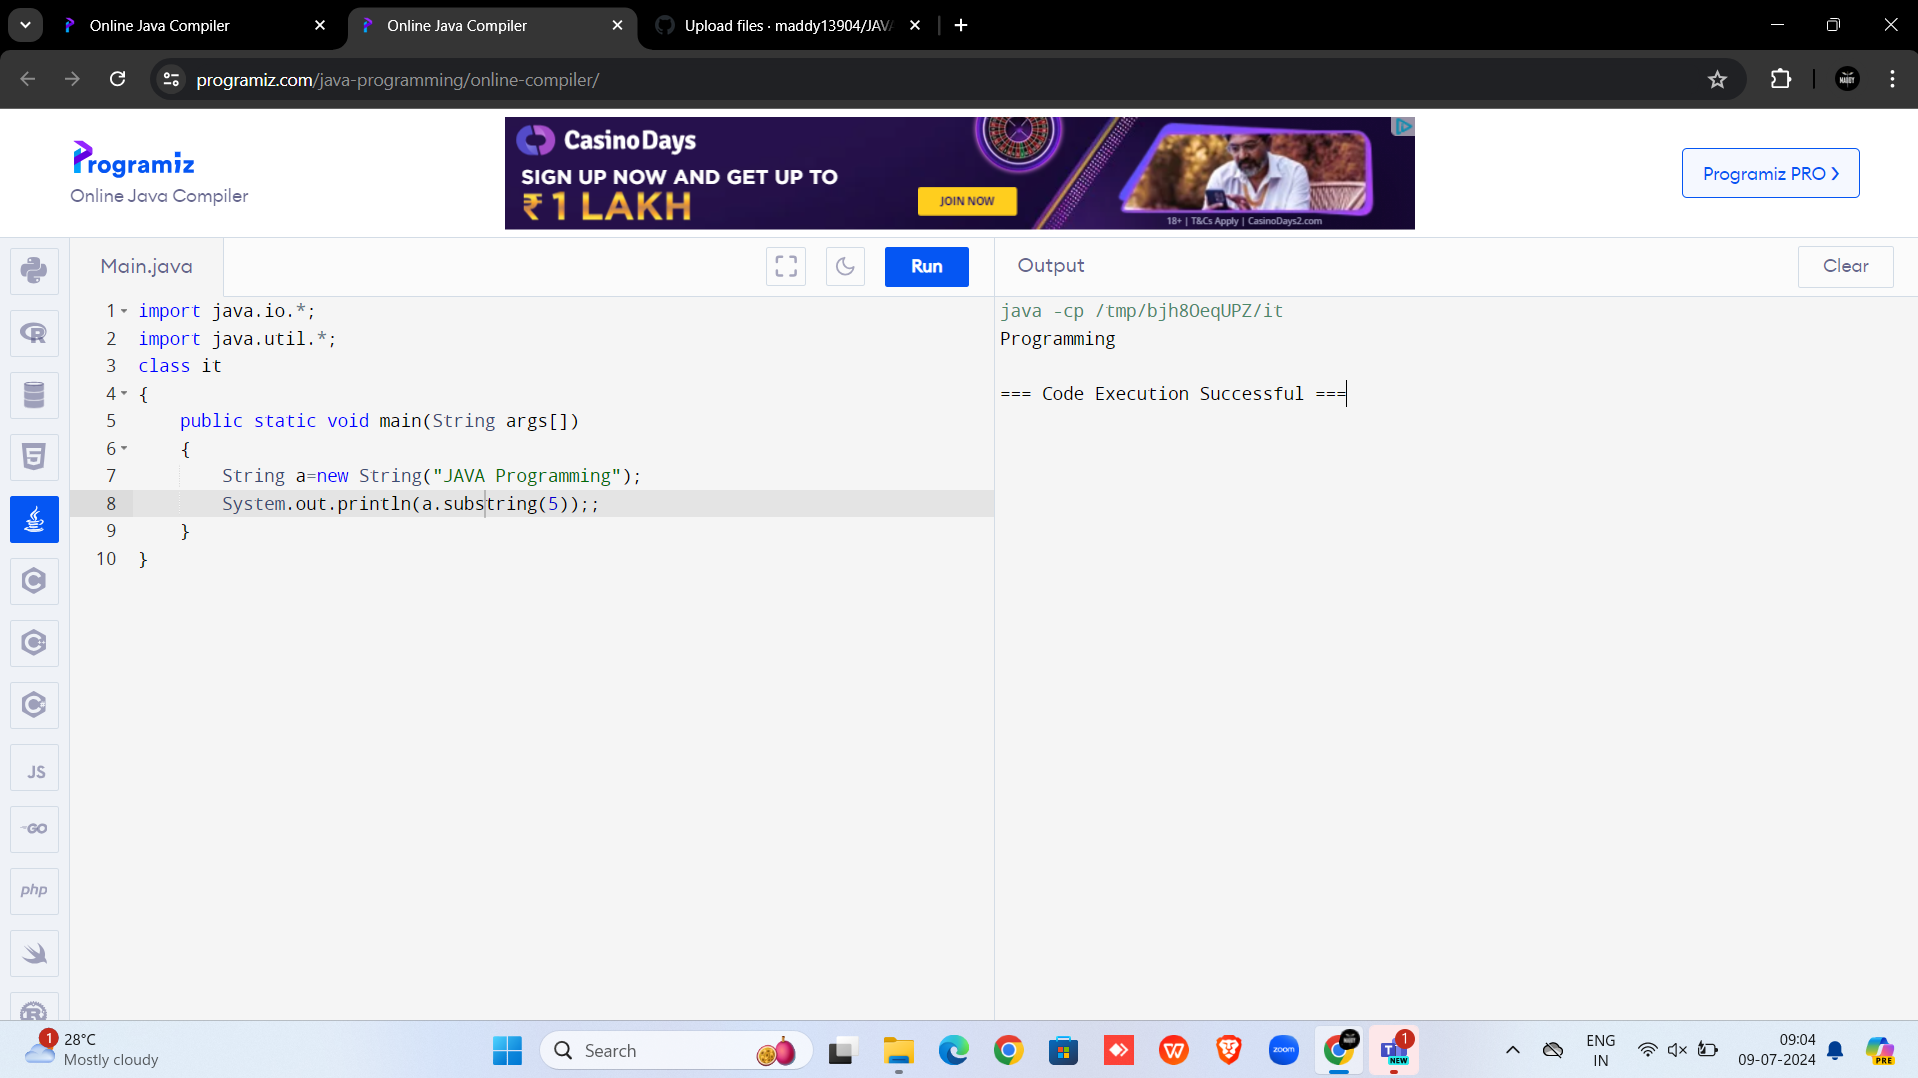 Online Java Compiler
Online Java Compiler
Upload files · maddy13904/JAVA
programiz.com/java-programming/online-compiler/
MADDY
Programiz
Online Java Compiler
CasinoDays
SIGN UP NOW AND GET UP TO
₹ 1 LAKH
JOIN NOW
18+ | T&Cs Apply | CasinoDays2.com
Programiz PRO
Main.java
Run
Output
Clear
1 import java.io.*;
2 import java.util.*;
3 class it
4 {
5 public static void main(String args[])
6 {
7 String a=new String("JAVA Programming");
8 System.out.println(a.substring(5));;
9 }
10 }
java -cp /tmp/bjh8OeqUPZ/it
Programming
=== Code Execution Successful ===
JS
GO
php
1
28°C
Mostly cloudy
Search
zoom
1
NEW
ENG
IN
09:04
09-07-2024
PRE